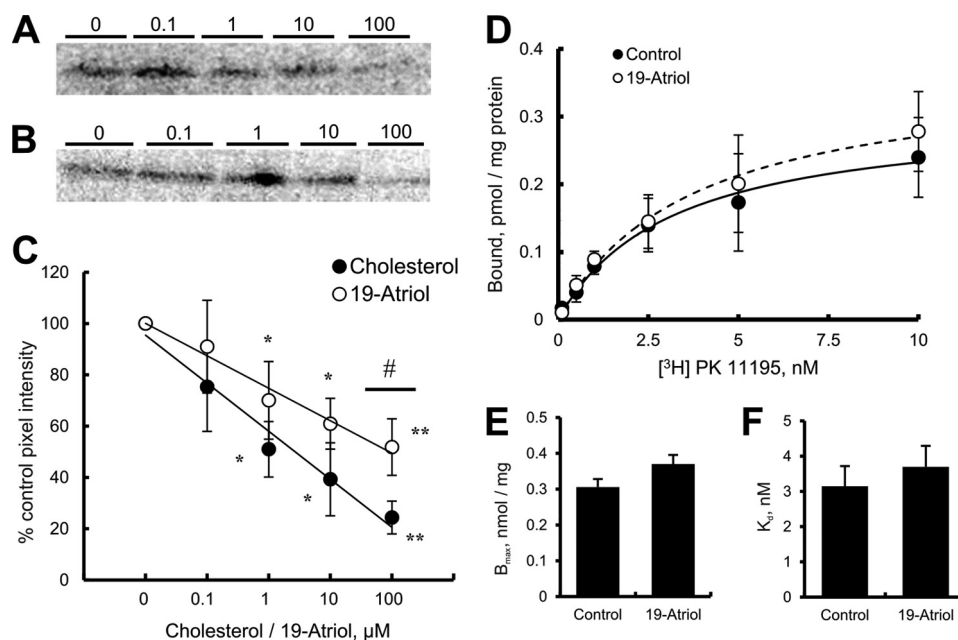 A
0 0.1 1 10 100
B
0 0.1 1 10 100
C
Cholesterol
19-Atriol
% control pixel intensity
120
100
80
60
40
20
0
*
*
#
**
*
*
**
0 0.1 1 10 100
Cholesterol / 19-Atriol, µM
D
Control
19-Atriol
Bound, pmol / mg protein
0.4
0.3
0.2
0.1
0
0 2.5 5 7.5 10
[³H] PK 11195, nM
E
Bmax, nmol / mg
0.5
0.4
0.3
0.2
0.1
0
Control 19-Atriol
F
Kd, nM
5
4
3
2
1
0
Control 19-Atriol